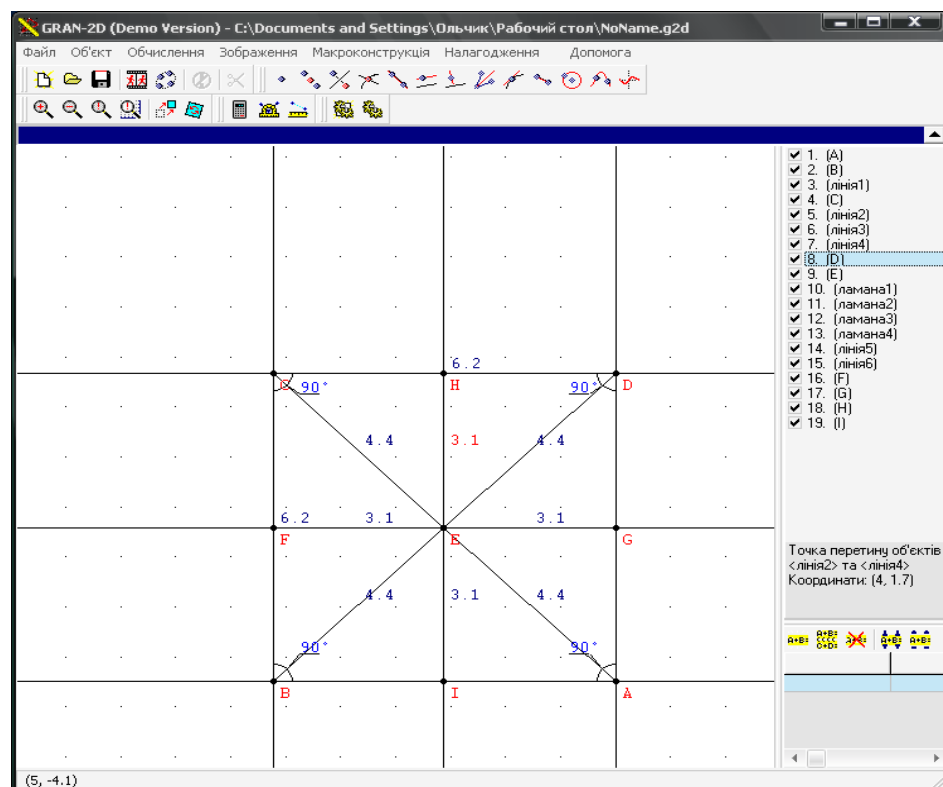 GRAN-2D (Demo Version) - C:\Documents and Settings\Ольчик\Рабочий стол\NoName.g2d
Файл Об'єкт Обчислення Зображення Макроконструкція Налагодження Допомога
1. (A)
2. (B)
3. (лінія1)
4. (C)
5. (лінія2)
6. (лінія3)
7. (лінія4)
8. (D)
9. (E)
10. (ламана1)
11. (ламана2)
12. (ламана3)
13. (ламана4)
14. (лінія5)
15. (лінія6)
16. (F)
17. (G)
18. (H)
19. (I)
6.2
C 90° H 90° D
4.4 3.1 4.4
6.2 3.1 3.1
F E G
4.4 3.1 4.4
90° 90°
B I A
Точка перетину об'єктів
<лінія2> та <лінія4>
Координати: (4, 1.7)
A+B= A+B= CCCC C+D= A+B= A+B= A+B=
(5, -4.1)